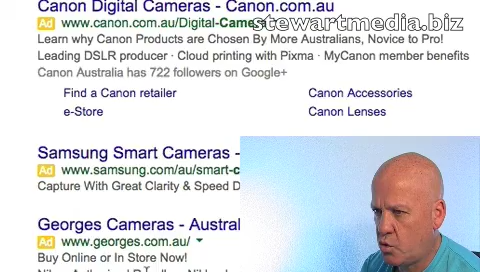 Canon Digital Cameras - Canon.com.au
stewartmedia.biz
Ad www.canon.com.au/Digital-Cameras
Learn why Canon Products are Chosen By More Australians, Novice to Pro!
Leading DSLR producer · Cloud printing with Pixma · MyCanon member benefits
Canon Australia has 722 followers on Google+
Find a Canon retailer Canon Accessories
e-Store Canon Lenses
Samsung Smart Cameras -
Ad www.samsung.com/smart-c
Capture With Great Clarity & Speed D
Georges Cameras - Austral
Ad www.georges.com.au/
Buy Online or In Store Now!